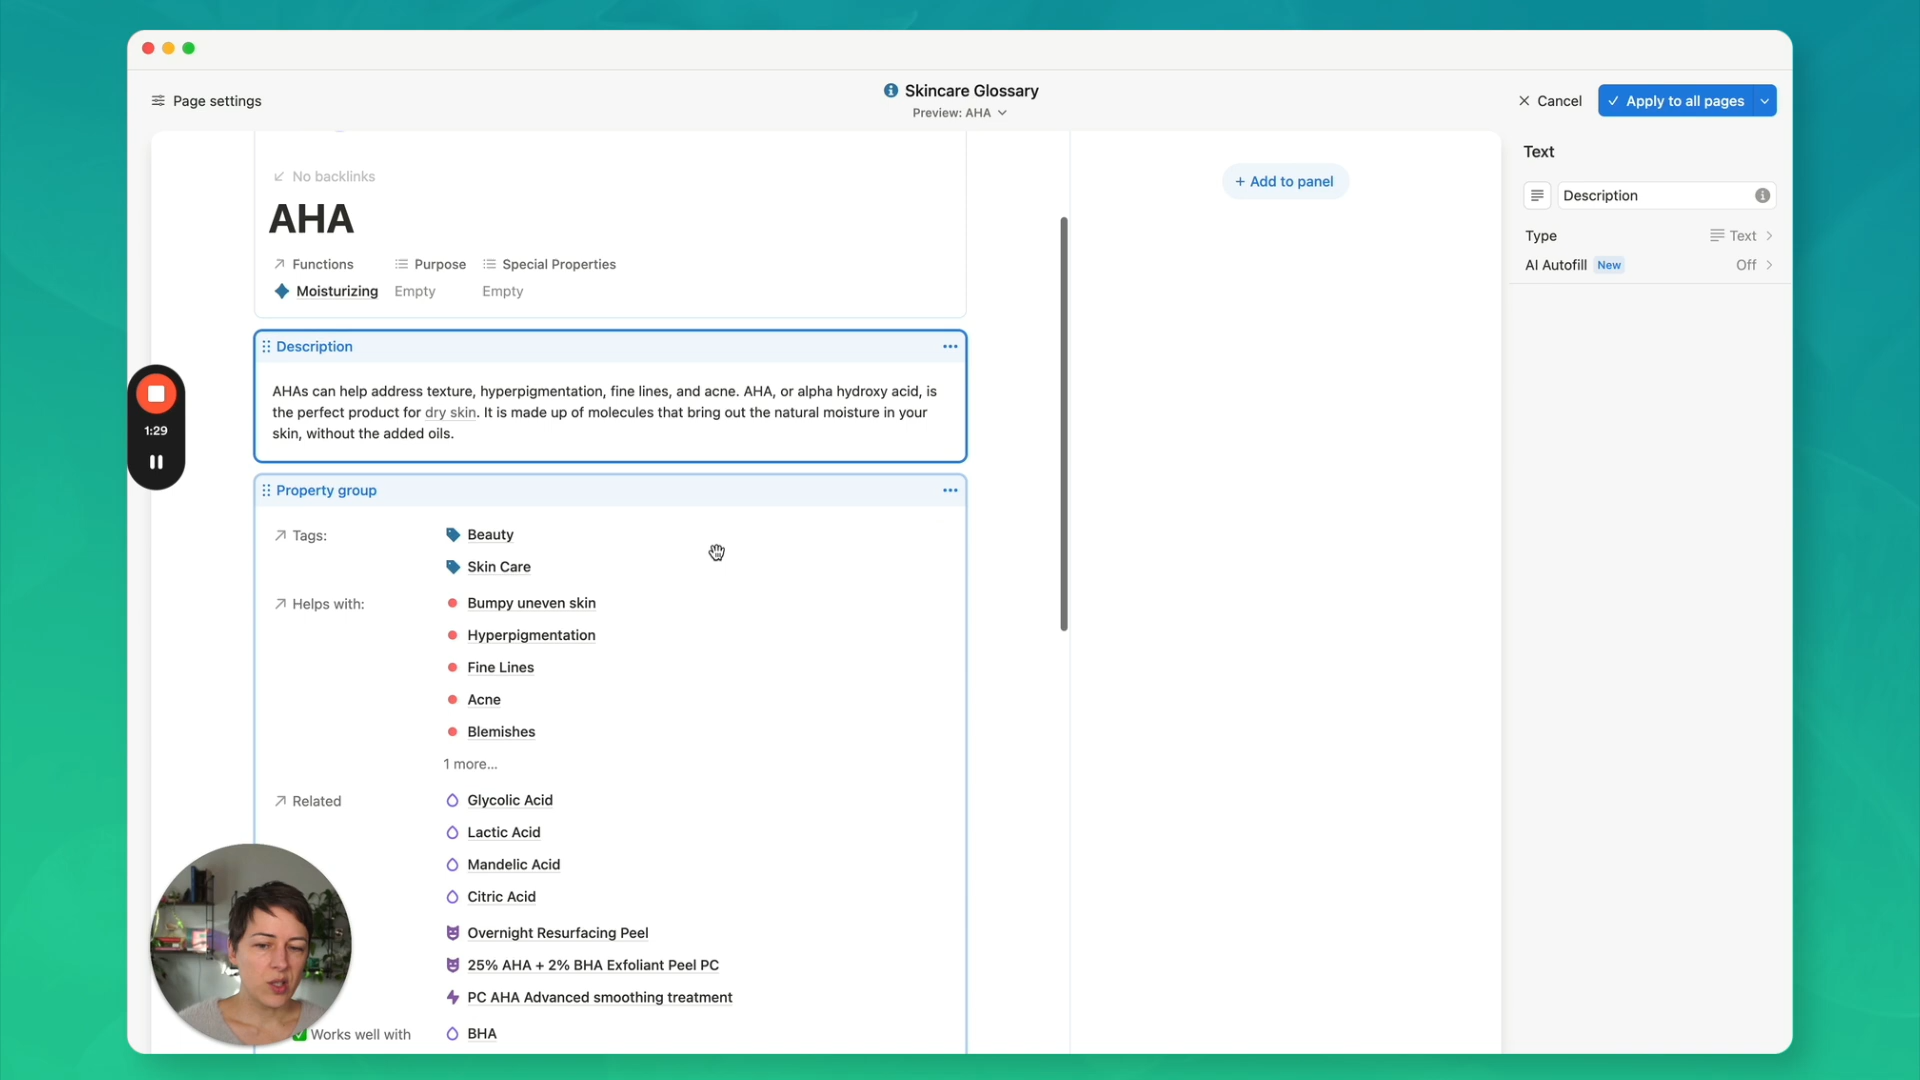 Page settings
Skincare Glossary
Preview: AHA
Cancel
Apply to all pages
No backlinks
AHA
Functions
Purpose
Special Properties
Moisturizing
Empty
Empty
Description
AHAs can help address texture, hyperpigmentation, fine lines, and acne. AHA, or alpha hydroxy acid, is
the perfect product for dry skin. It is made up of molecules that bring out the natural moisture in your
skin, without the added oils.
Property group
Tags:
Beauty
Skin Care
Helps with:
Bumpy uneven skin
Hyperpigmentation
Fine Lines
Acne
Blemishes
1 more...
Related
Glycolic Acid
Lactic Acid
Mandelic Acid
Citric Acid
Overnight Resurfacing Peel
25% AHA + 2% BHA Exfoliant Peel PC
PC AHA Advanced smoothing treatment
Works well with
BHA
+ Add to panel
Text
Description
Type
Text
AI Autofill
New
Off
1:29